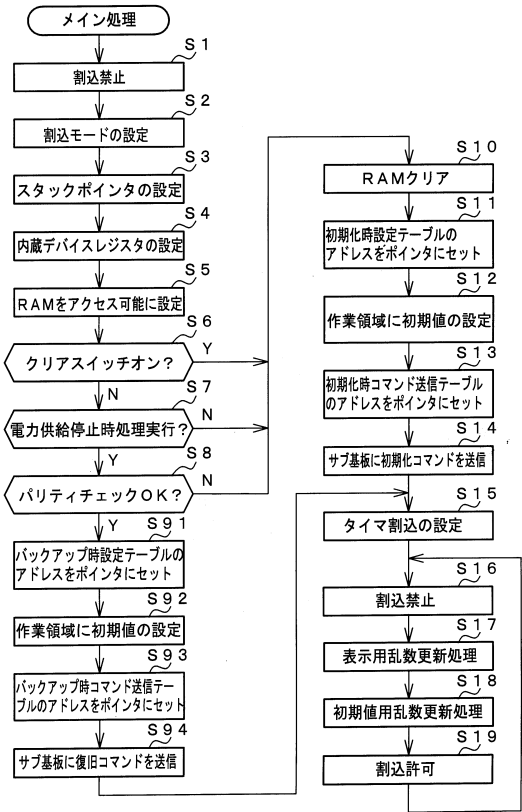 メイン処理
S1
割込禁止
S2
割込モードの設定
S3
スタックポインタの設定
S4
内蔵デバイスレジスタの設定
S5
RAMをアクセス可能に設定
S6
クリアスイッチオン?
Y
N
S7
電力供給停止時処理実行?
N
Y
S8
パリティチェックOK?
N
Y
S91
バックアップ時設定テーブルの
アドレスをポインタにセット
S92
作業領域に初期値の設定
S93
バックアップ時コマンド送信テー
ブルのアドレスをポインタにセット
S94
サブ基板に復旧コマンドを送信
S10
RAMクリア
S11
初期化時設定テーブルの
アドレスをポインタにセット
S12
作業領域に初期値の設定
S13
初期化時コマンド送信テーブル
のアドレスをポインタにセット
S14
サブ基板に初期化コマンドを送信
S15
タイマ割込の設定
S16
割込禁止
S17
表示用乱数更新処理
S18
初期値用乱数更新処理
S19
割込許可